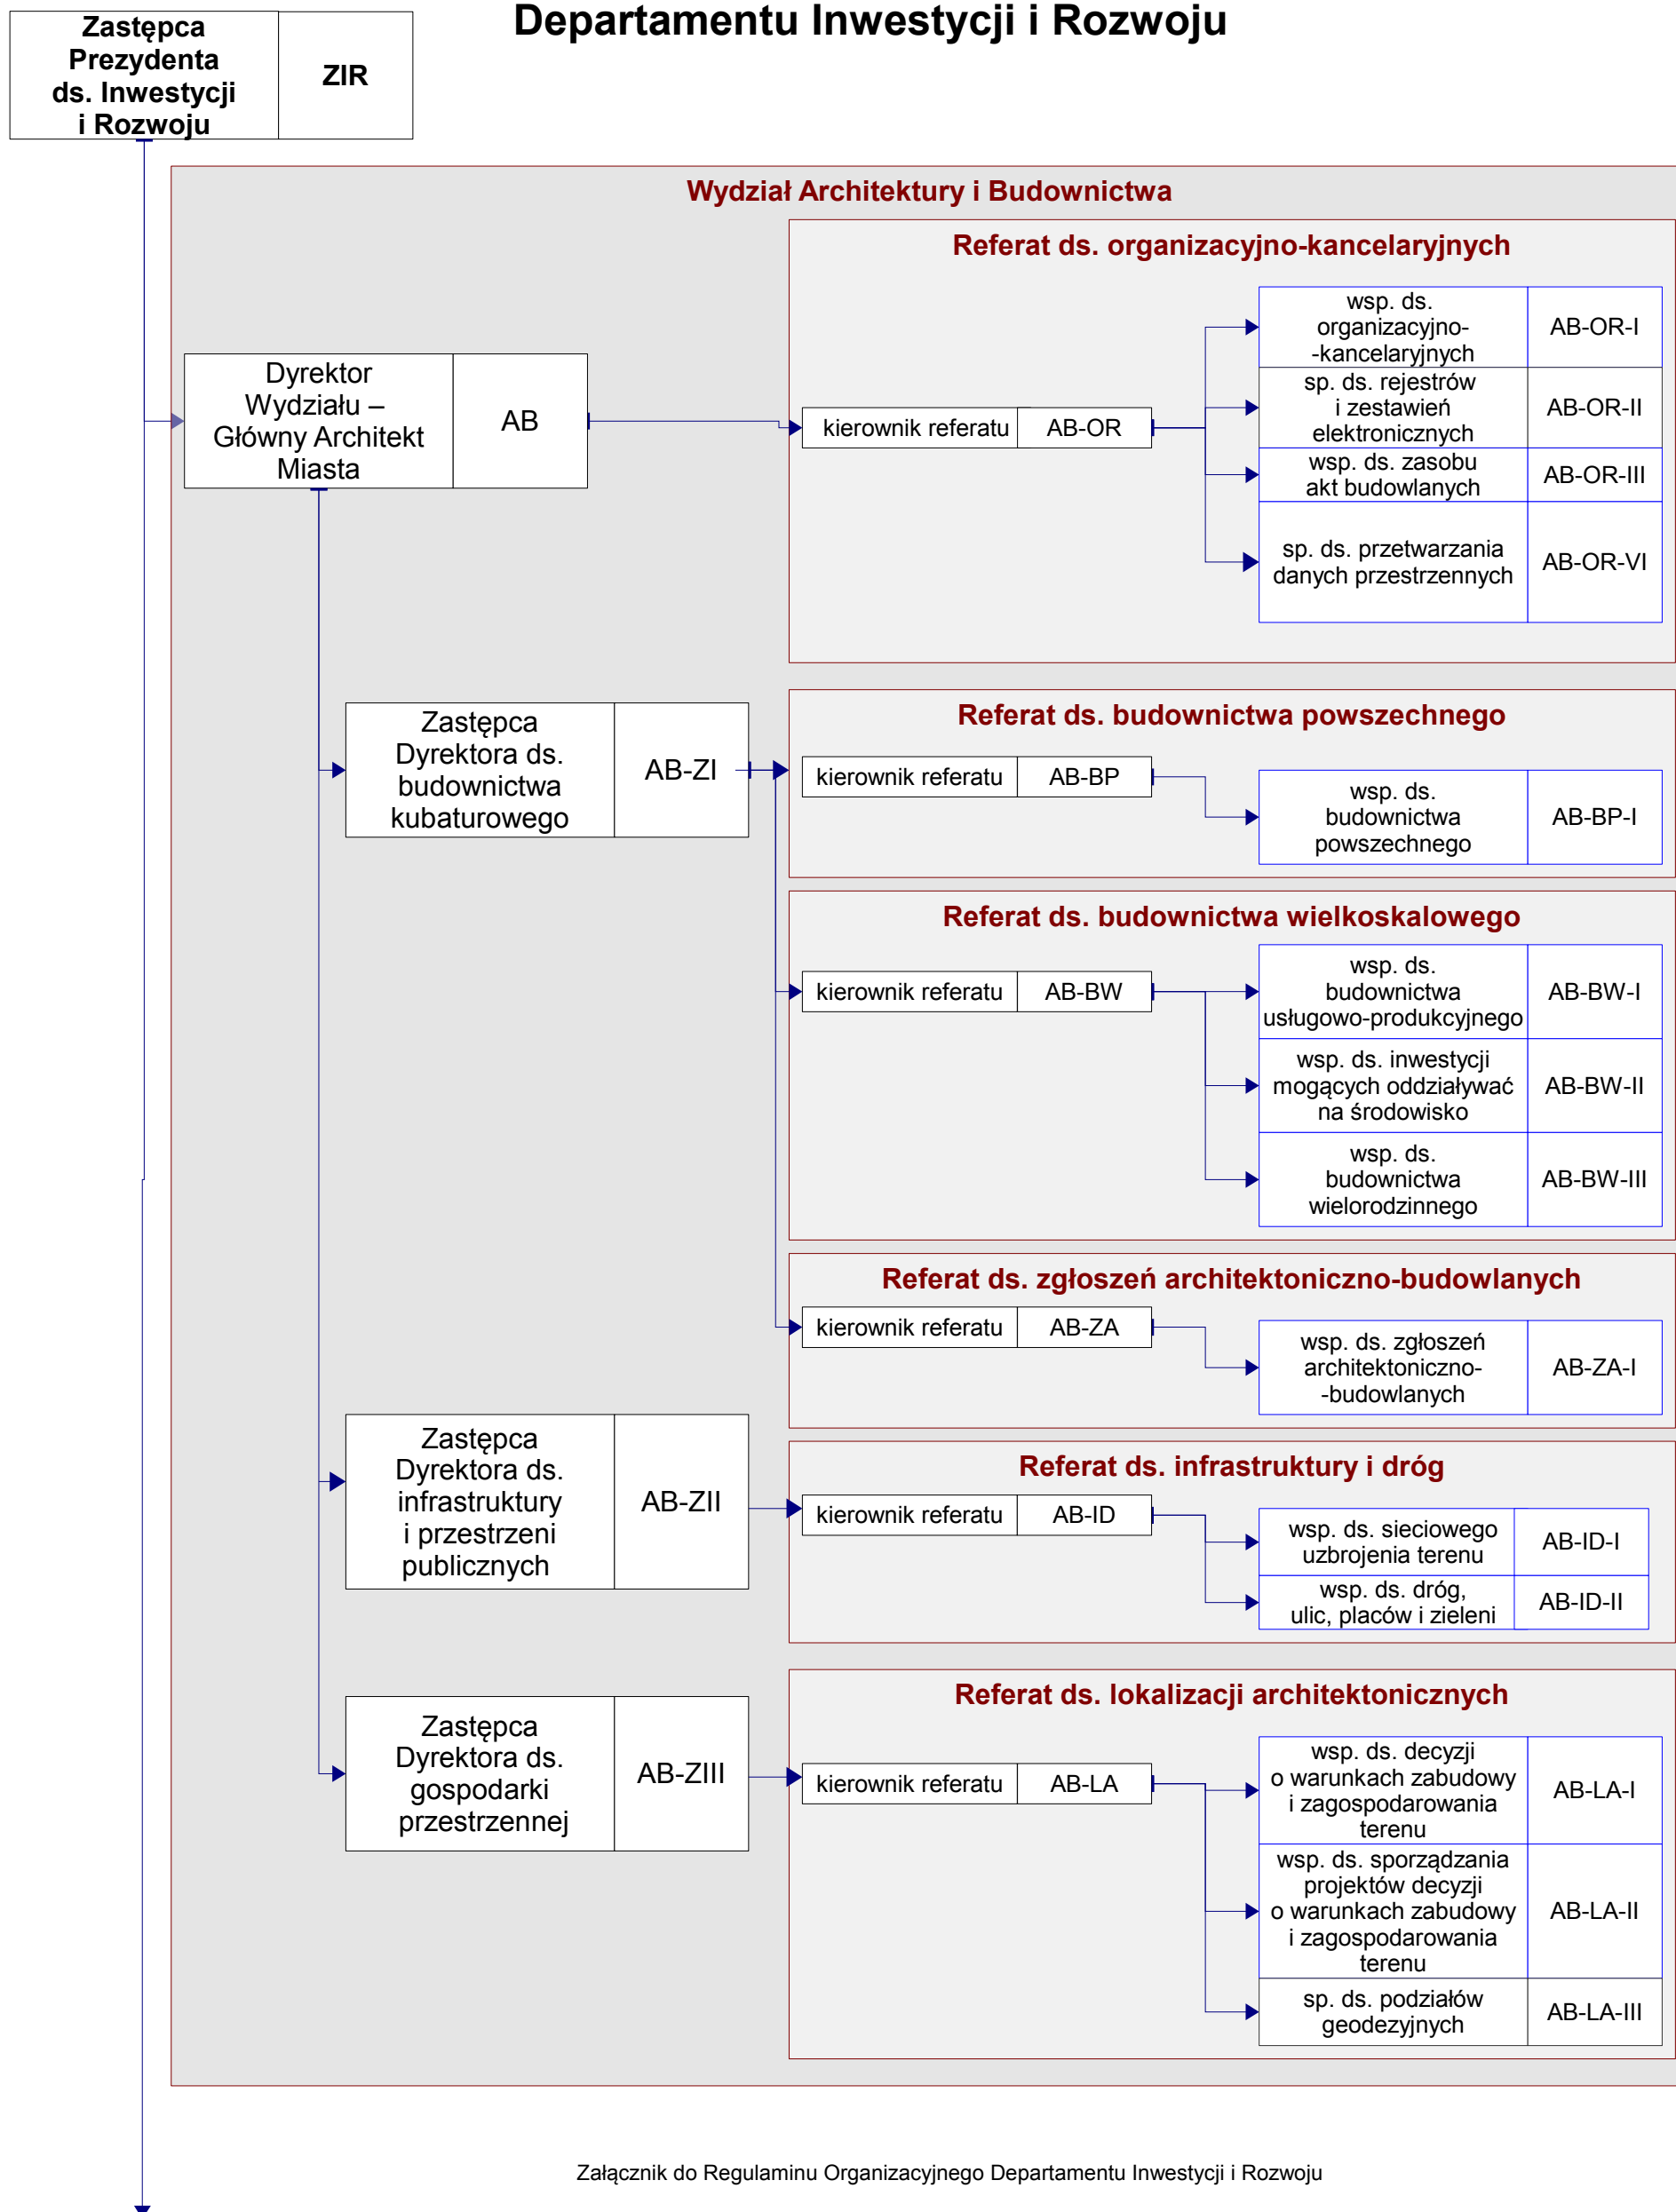 Departamentu Inwestycji i Rozwoju
Zastępca
Prezydenta
ds. Inwestycji
i Rozwoju
ZIR
Wydział Architektury i Budownictwa
Referat ds. organizacyjno-kancelaryjnych
Dyrektor
Wydziału –
Główny Architekt
Miasta
AB
kierownik referatu
AB-OR
wsp. ds.
organizacyjno-
-kancelaryjnych
AB-OR-I
sp. ds. rejestrów
i zestawień
elektronicznych
AB-OR-II
wsp. ds. zasobu
akt budowlanych
AB-OR-III
sp. ds. przetwarzania
danych przestrzennych
AB-OR-VI
Zastępca
Dyrektora ds.
budownictwa
kubaturowego
AB-ZI
Referat ds. budownictwa powszechnego
kierownik referatu
AB-BP
wsp. ds.
budownictwa
powszechnego
AB-BP-I
Referat ds. budownictwa wielkoskalowego
kierownik referatu
AB-BW
wsp. ds.
budownictwa
usługowo-produkcyjnego
AB-BW-I
wsp. ds. inwestycji
mogących oddziaływać
na środowisko
AB-BW-II
wsp. ds.
budownictwa
wielorodzinnego
AB-BW-III
Referat ds. zgłoszeń architektoniczno-budowlanych
kierownik referatu
AB-ZA
wsp. ds. zgłoszeń
architektoniczno-
-budowlanych
AB-ZA-I
Zastępca
Dyrektora ds.
infrastruktury
i przestrzeni
publicznych
AB-ZII
Referat ds. infrastruktury i dróg
kierownik referatu
AB-ID
wsp. ds. sieciowego
uzbrojenia terenu
AB-ID-I
wsp. ds. dróg,
ulic, placów i zieleni
AB-ID-II
Zastępca
Dyrektora ds.
gospodarki
przestrzennej
AB-ZIII
Referat ds. lokalizacji architektonicznych
kierownik referatu
AB-LA
wsp. ds. decyzji
o warunkach zabudowy
i zagospodarowania
terenu
AB-LA-I
wsp. ds. sporządzania
projektów decyzji
o warunkach zabudowy
i zagospodarowania
terenu
AB-LA-II
sp. ds. podziałów
geodezyjnych
AB-LA-III
Załącznik do Regulaminu Organizacyjnego Departamentu Inwestycji i Rozwoju